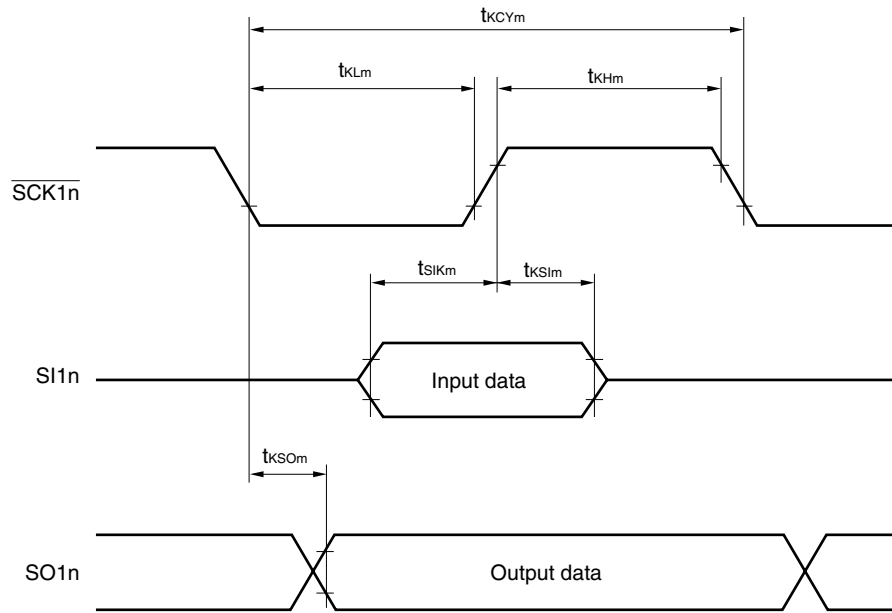 tKCYm
tKLm
tKHm
SCK1n
tSIKm
tKSIm
SI1n
Input data
tKSOm
SO1n
Output data